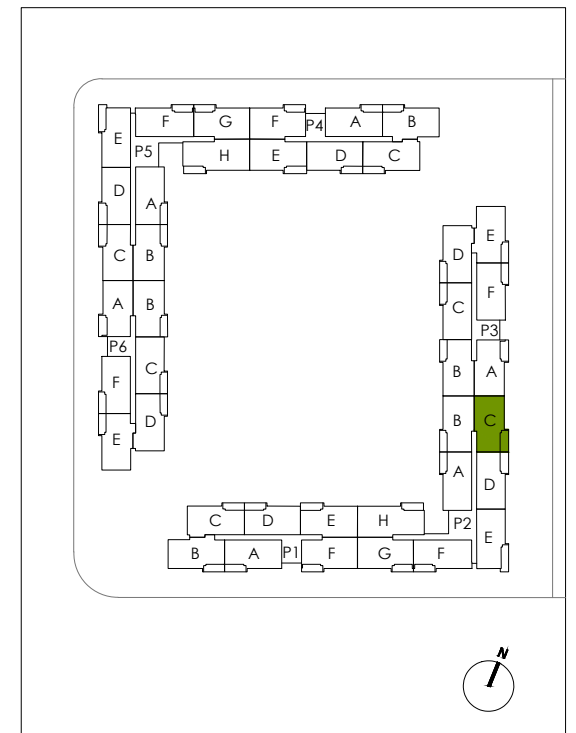 F G F P4 A B
E P5 H E D C
D A
C B
A B
P6
F C
E D
E
D F
C P3
B A
B C
A D
C D E H P2 E
B A P1 F G F
N